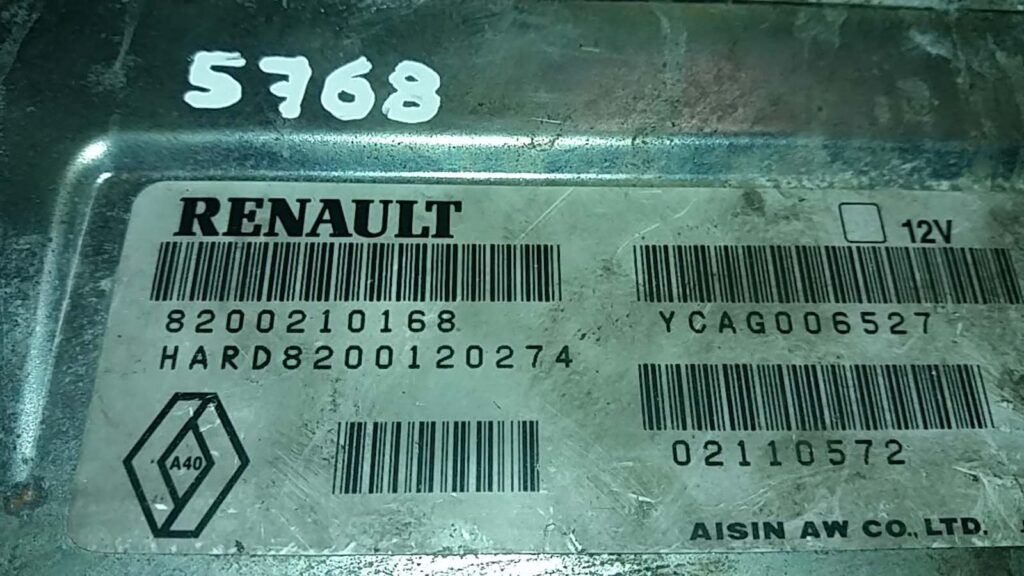 5768
RENAULT
12V
8200210168
YCAG006527
HARD8200120274
02110572
A40
AISIN AW CO., LTD.